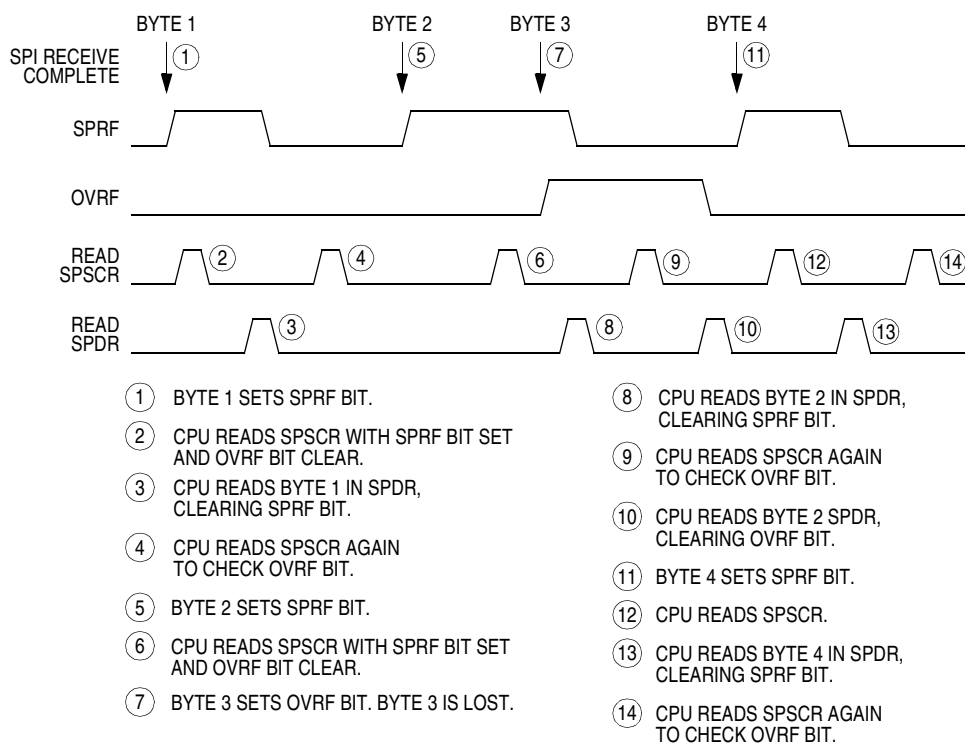 BYTE 1 BYTE 2 BYTE 3 BYTE 4
SPI RECEIVE
COMPLETE
1 5 7 11
SPRF
OVRF
READ
SPSCR
2 4 6 9 12 14
READ
SPDR
3 8 10 13
1 BYTE 1 SETS SPRF BIT.
2 CPU READS SPSCR WITH SPRF BIT SET
AND OVRF BIT CLEAR.
3 CPU READS BYTE 1 IN SPDR,
CLEARING SPRF BIT.
4 CPU READS SPSCR AGAIN
TO CHECK OVRF BIT.
5 BYTE 2 SETS SPRF BIT.
6 CPU READS SPSCR WITH SPRF BIT SET
AND OVRF BIT CLEAR.
7 BYTE 3 SETS OVRF BIT. BYTE 3 IS LOST.
8 CPU READS BYTE 2 IN SPDR,
CLEARING SPRF BIT.
9 CPU READS SPSCR AGAIN
TO CHECK OVRF BIT.
10 CPU READS BYTE 2 SPDR,
CLEARING OVRF BIT.
11 BYTE 4 SETS SPRF BIT.
12 CPU READS SPSCR.
13 CPU READS BYTE 4 IN SPDR,
CLEARING SPRF BIT.
14 CPU READS SPSCR AGAIN
TO CHECK OVRF BIT.